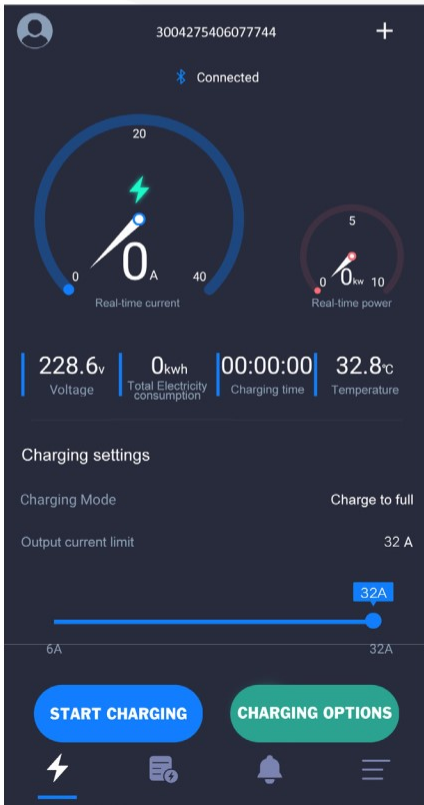 3004275406077744
+
Connected
20
5
0
0A
40
0
0kw
10
Real-time current
Real-time power
228.6v
0kwh
00:00:00
32.8°C
Voltage
Total Electricity
consumption
Charging time
Temperature
Charging settings
Charging Mode
Charge to full
Output current limit
32 A
32A
6A
32A
START CHARGING
CHARGING OPTIONS